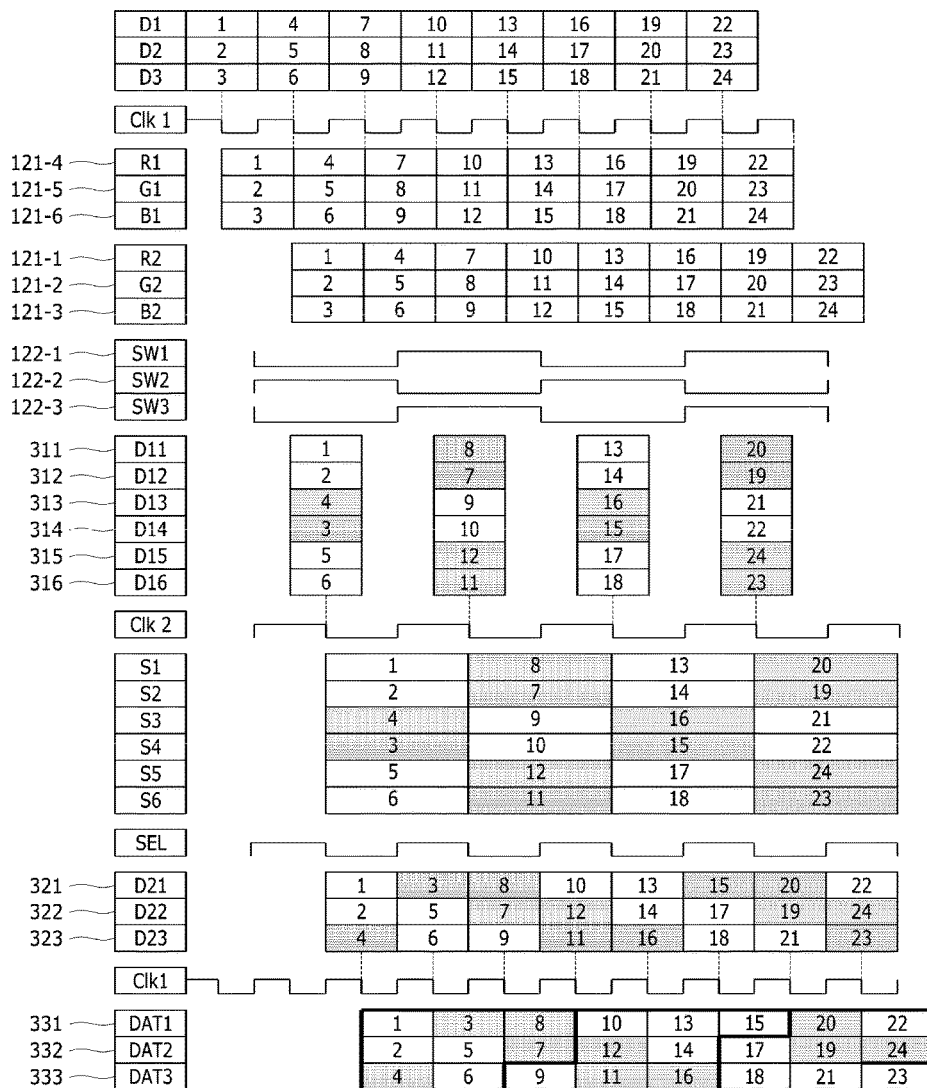 D1 1 4 7 10 13 16 19 22
D2 2 5 8 11 14 17 20 23
D3 3 6 9 12 15 18 21 24
Clk 1
121-4 R1 1 4 7 10 13 16 19 22
121-5 G1 2 5 8 11 14 17 20 23
121-6 B1 3 6 9 12 15 18 21 24
121-1 R2 1 4 7 10 13 16 19 22
121-2 G2 2 5 8 11 14 17 20 23
121-3 B2 3 6 9 12 15 18 21 24
122-1 SW1
122-2 SW2
122-3 SW3
311 D11 1 8 13 20
312 D12 2 7 14 19
313 D13 4 9 16 21
314 D14 3 10 15 22
315 D15 5 12 17 24
316 D16 6 11 18 23
Clk 2
S1 1 8 13 20
S2 2 7 14 19
S3 4 9 16 21
S4 3 10 15 22
S5 5 12 17 24
S6 6 11 18 23
SEL
321 D21 1 3 8 10 13 15 20 22
322 D22 2 5 7 12 14 17 19 24
323 D23 4 6 9 11 16 18 21 23
Clk1
331 DAT1 1 3 8 10 13 15 20 22
332 DAT2 2 5 7 12 14 17 19 24
333 DAT3 4 6 9 11 16 18 21 23